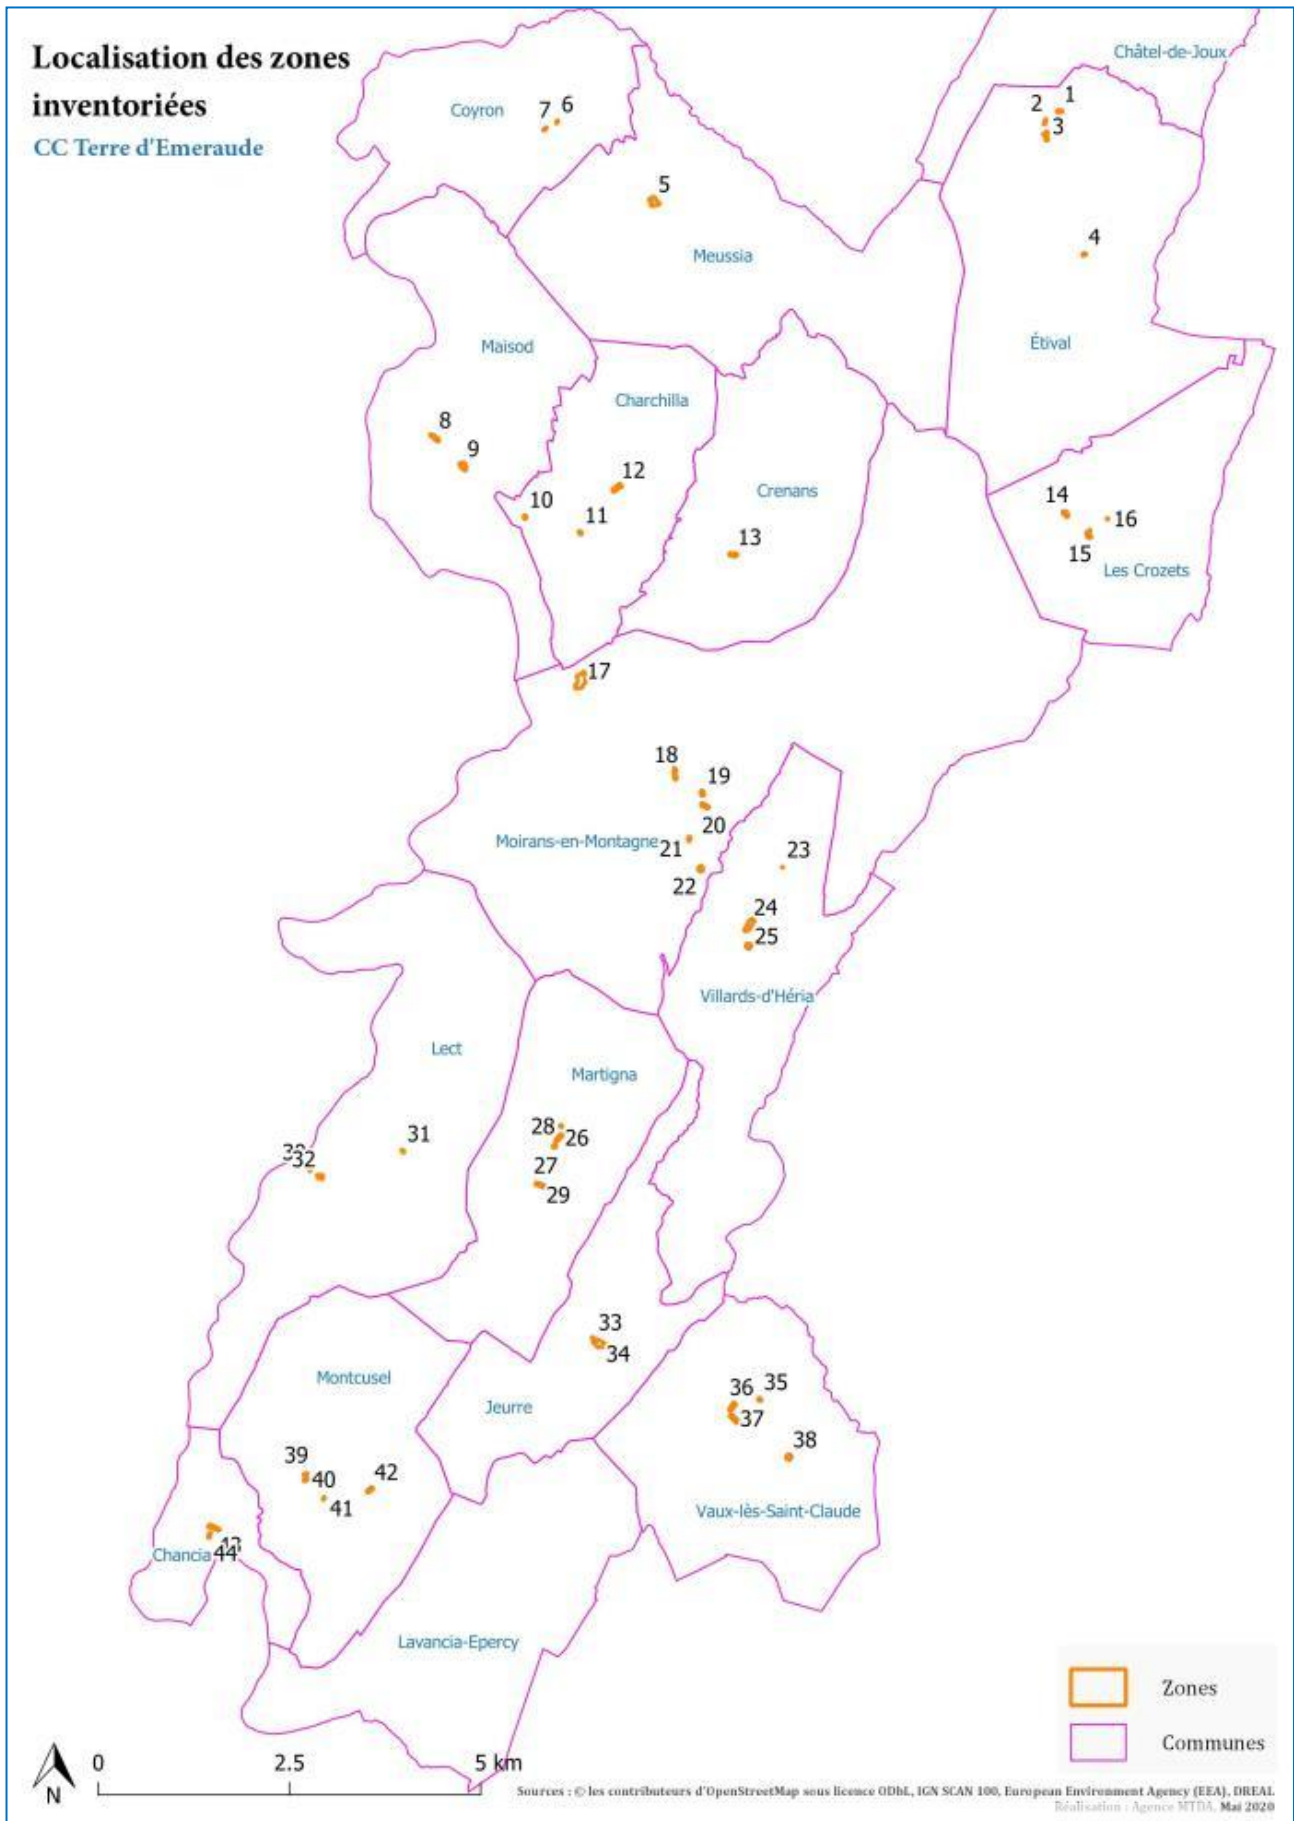 Localisation des zones
inventoriées
CC Terre d'Emeraude
Châtel-de-Joux
Coyron
7 6
2 1
3
5
4
Meussia
Étival
Maisod
Charchilla
8
9
12
Crenans
10
11
13
14
16
15
Les Crozets
17
18
19
20
Moirans-en-Montagne
21
22
23
24
25
Villards-d'Héria
Lect
Martigna
28
26
31
32
27
29
33
34
Montcusel
Jeurre
36 35
37
38
39
40
42
41
Vaux-lès-Saint-Claude
Chancia
44
Lavancia-Epercy
Zones
Communes
0 2.5 5 km
N
Sources : © les contributeurs d'OpenStreetMap sous licence ODbL, IGN SCAN 100, European Environment Agency (EEA), DREAL
Réalisation : Agence MTDA, Mai 2020